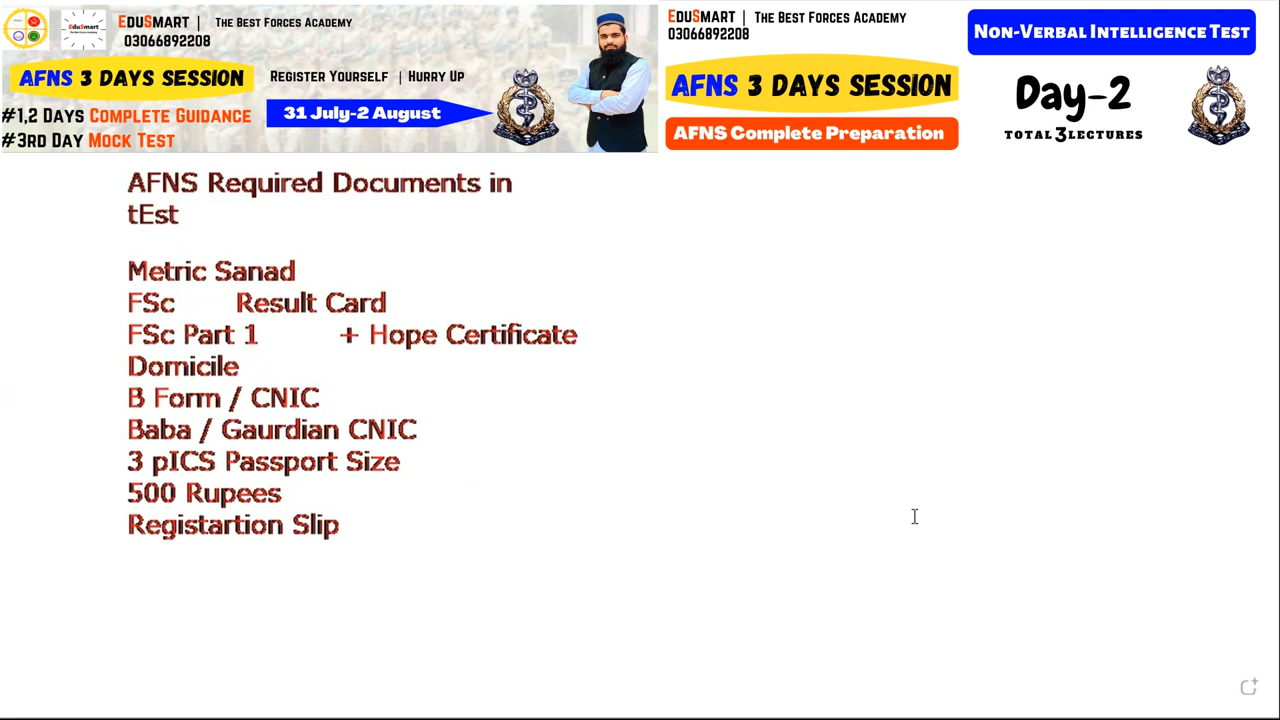 EDUSMART | THE BEST FORCES ACADEMY
03066892208
AFNS 3 DAYS SESSION
REGISTER YOURSELF | HURRY UP
31 July-2 August
#1,2 DAYS COMPLETE GUIDANCE
#3RD DAY MOCK TEST
EDUSMART | THE BEST FORCES ACADEMY
03066892208
AFNS 3 DAYS SESSION
AFNS Complete Preparation
NON-VERBAL INTELLIGENCE TEST
Day-2
TOTAL 3 LECTURES
AFNS Required Documents in
tEst
Metric Sanad
FSc Result Card
FSc Part 1 + Hope Certificate
Domicile
B Form / CNIC
Baba / Gaurdian CNIC
3 pICS Passport Size
500 Rupees
Registartion Slip